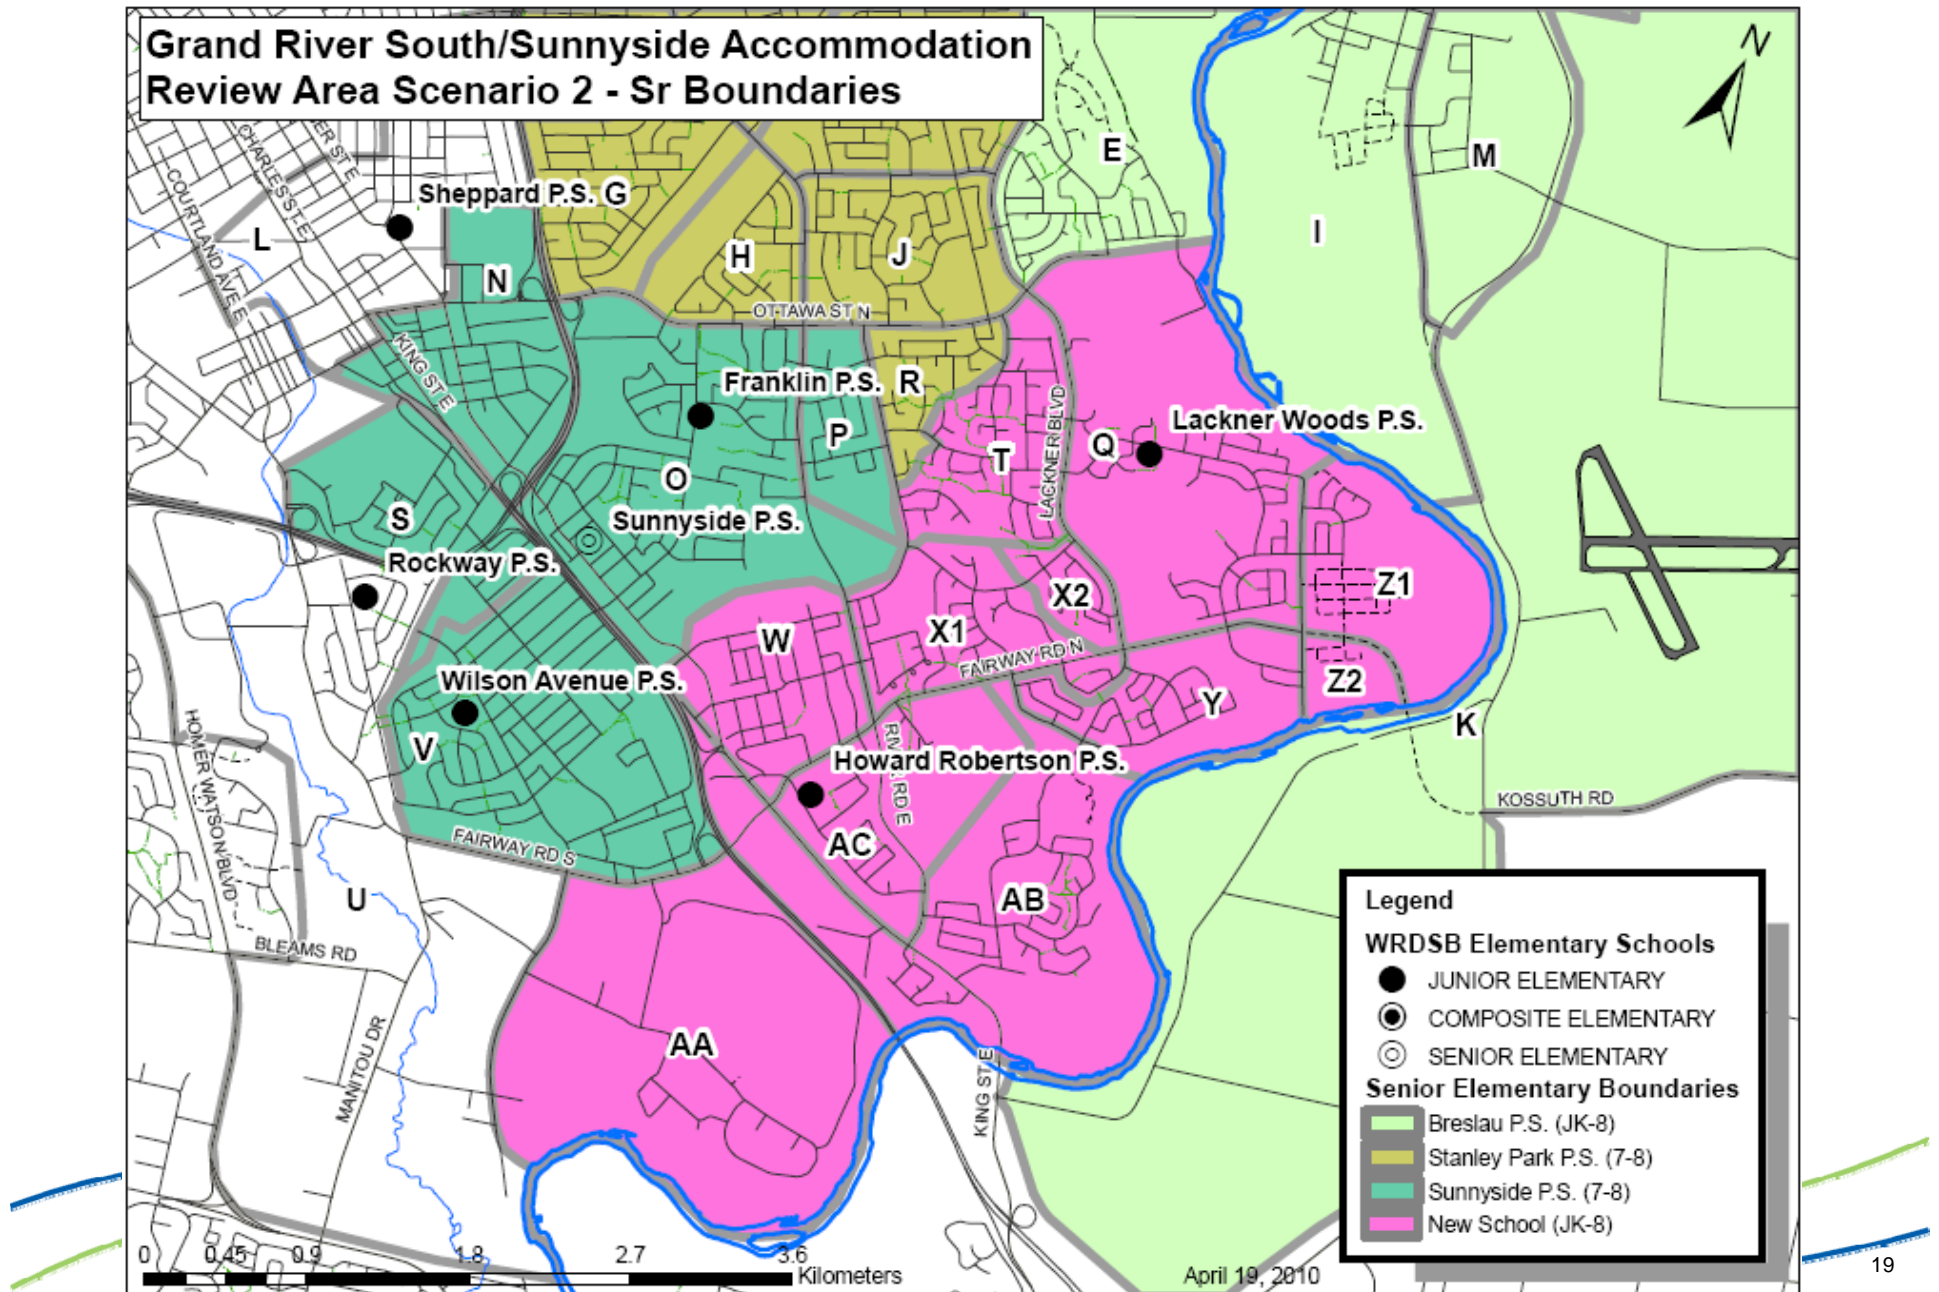 Grand River South/Sunnyside Accommodation
Review Area Scenario 2 - Sr Boundaries
N
CHARLES ST E
ER ST E
COURTLAND AVE E
Sheppard P.S.
G
E
M
L
I
H
J
N
OTTAWA ST N
KING ST E
Franklin P.S.
R
P
LACKNER BLVD
Lackner Woods P.S.
Q
T
O
S
Sunnyside P.S.
Rockway P.S.
Z1
X2
W
X1
FAIRWAY RD N
Wilson Avenue P.S.
Z2
Y
K
V
HOMER WATSON BLVD
RIVER RD E
Howard Robertson P.S.
KOSSUTH RD
FAIRWAY RD S
AC
U
AB
BLEAMS RD
AA
MANITOU DR
KING ST E
Legend
WRDSB Elementary Schools
JUNIOR ELEMENTARY
COMPOSITE ELEMENTARY
SENIOR ELEMENTARY
Senior Elementary Boundaries
Breslau P.S. (JK-8)
Stanley Park P.S. (7-8)
Sunnyside P.S. (7-8)
New School (JK-8)
0 0.45 0.9 1.8 2.7 3.6
Kilometers
April 19, 2010
19